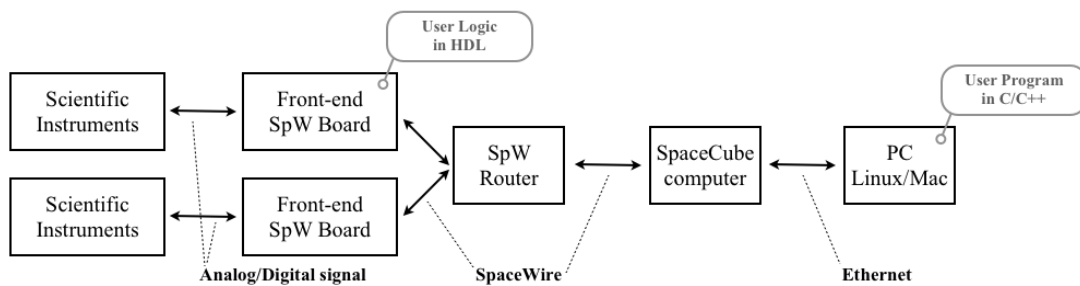 User Logic
in HDL
User Program
in C/C++
Scientific
Instruments
Front-end
SpW Board
SpW
Router
SpaceCube
computer
PC
Linux/Mac
Scientific
Instruments
Front-end
SpW Board
Analog/Digital signal
SpaceWire
Ethernet